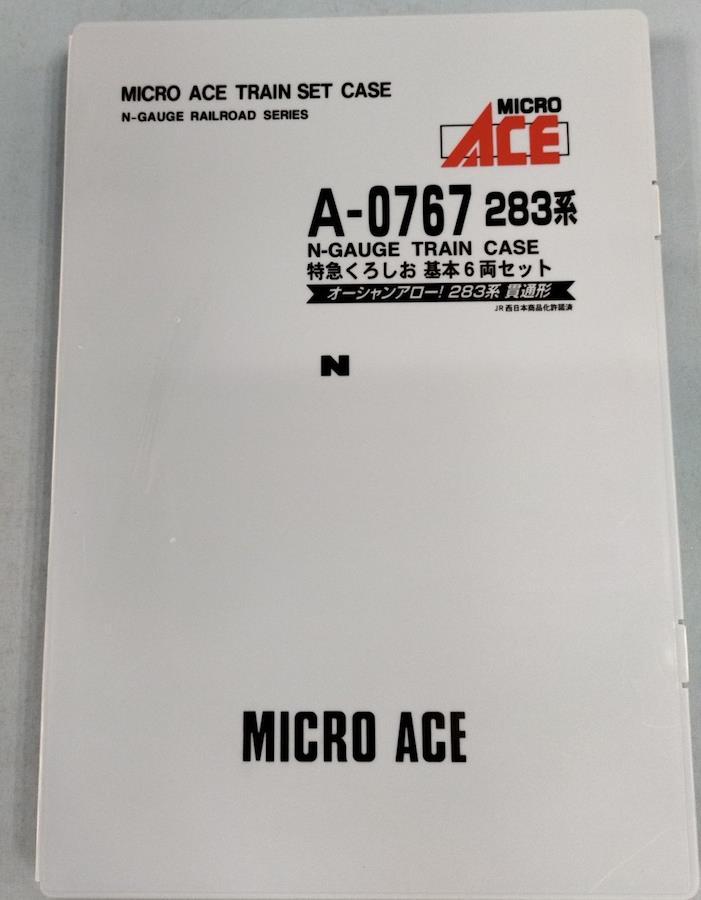 MICRO ACE TRAIN SET CASE
N-GAUGE RAILROAD SERIES
MICRO
ACE
A-0767 283系
N-GAUGE TRAIN CASE
特急くろしお 基本6両セット
オーシャンアロー! 283系 貫通形
JR西日本商品化許諾済
N
MICRO ACE